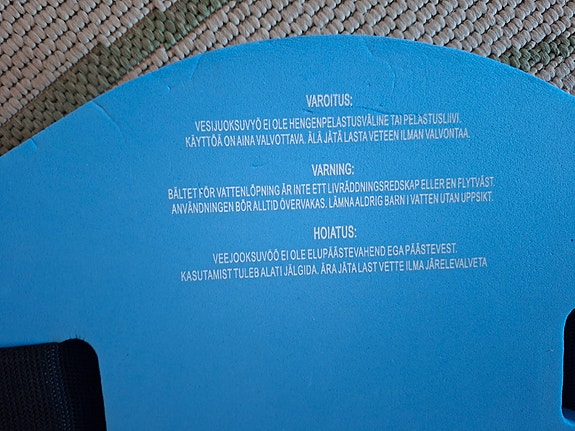 VAROITUS:
VESIJUOKSUVYÖ EI OLE HENGENPELASTUSVÄLINE TAI PELASTUSLIIVI.
KÄYTTÖÄ ON AINA VALVOTTAVA. ÄLÄ JÄTÄ LASTA VETEEN ILMAN VALVONTAA.
VARNING:
BÄLTET FÖR VATTENLÖPNING ÄR INTE ETT LIVRÄDDNINGSREDSKAP ELLER EN FLYTVÄST.
ANVÄNDNINGEN BÖR ALLTID ÖVERVAKAS. LÄMNA ALDRIG BARN I VATTEN UTAN UPPSIKT.
HOIATUS:
VEEJOOKSUVÖÖ EI OLE ELUPÄÄSTEVAHEND EGA PÄÄSTEVEST.
KASUTAMIST TULEB ALATI JÄLGIDA. ÄRA JÄTA LAST VETTE ILMA JÄRELEVALVETA